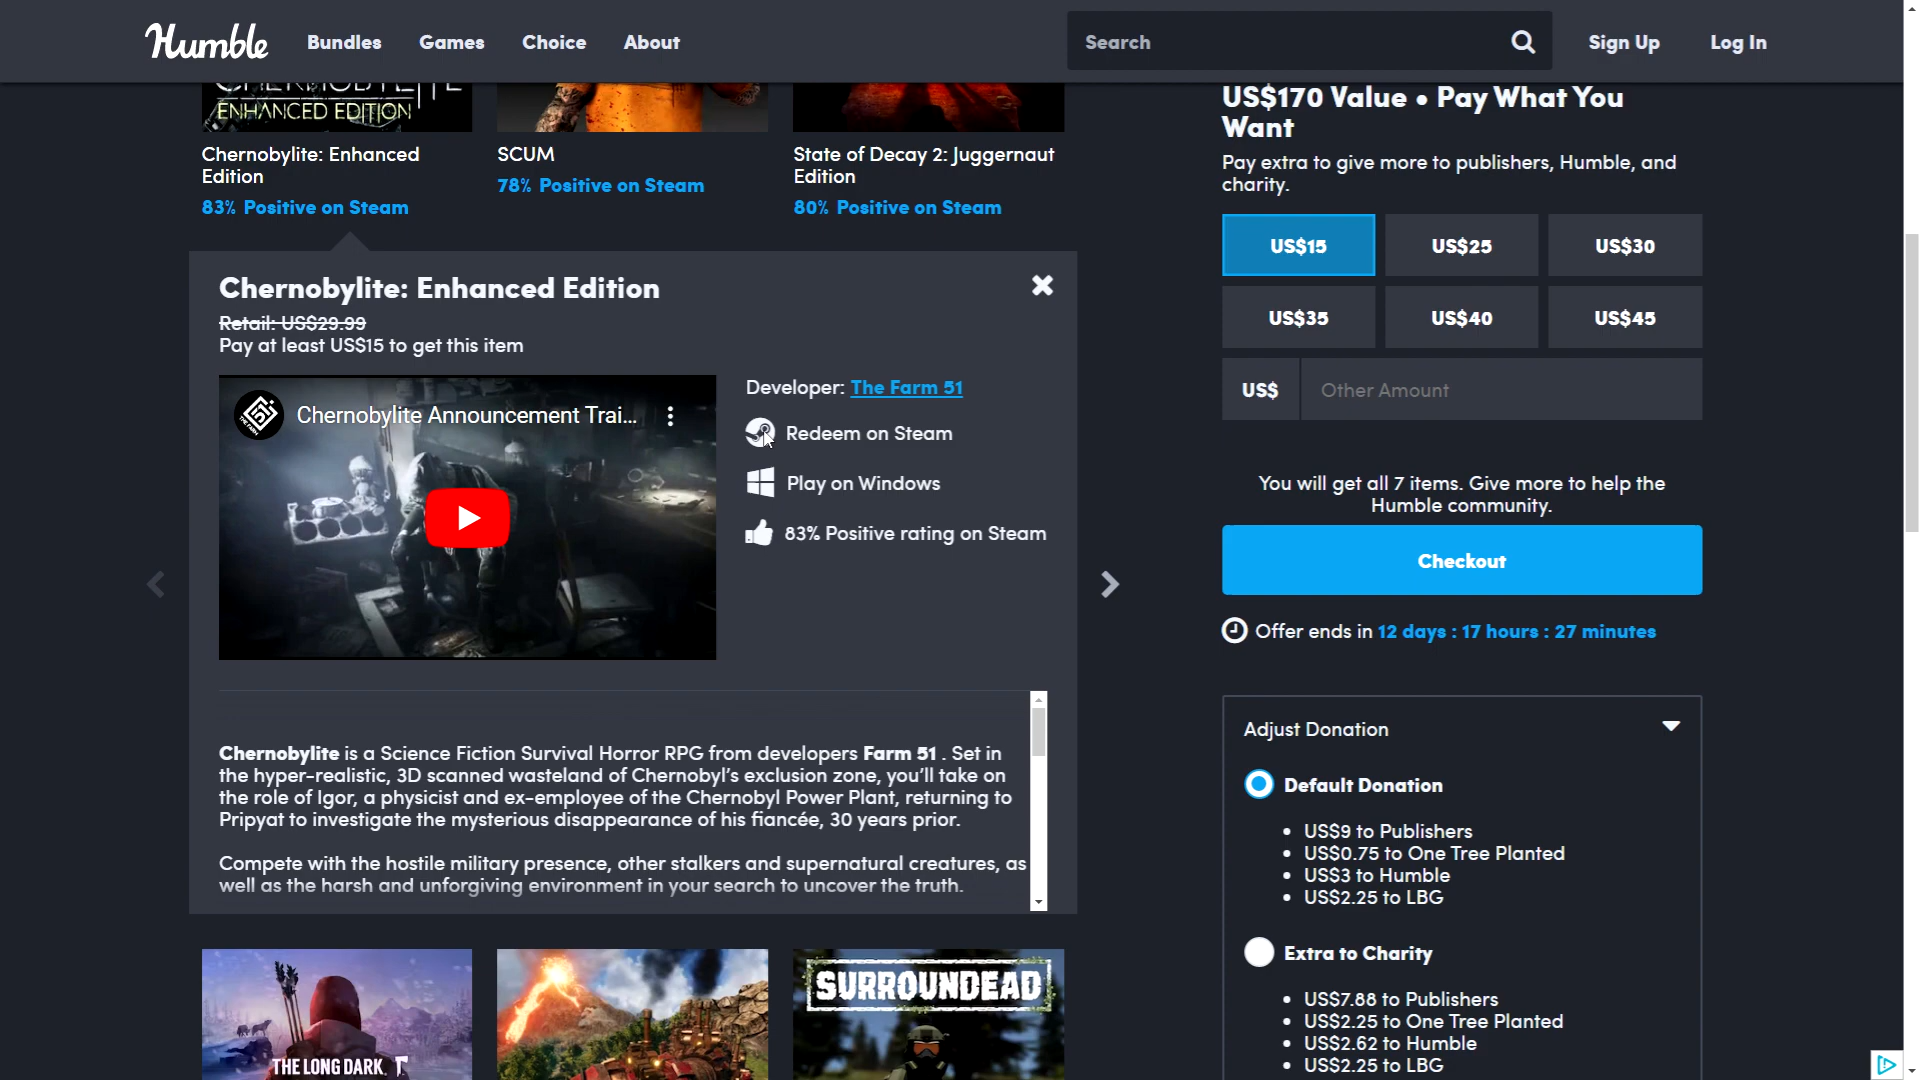 Humble
Bundles
Games
Choice
About
Search
Sign Up
Log In
CHERNOBYLITE
ENHANCED EDITION
Chernobylite: Enhanced
Edition
83% Positive on Steam
SCUM
78% Positive on Steam
State of Decay 2: Juggernaut
Edition
80% Positive on Steam
Chernobylite: Enhanced Edition
Retail: US$29.99
Pay at least US$15 to get this item
THE FARM
Chernobylite Announcement Trai...
Developer: The Farm 51
Redeem on Steam
Play on Windows
83% Positive rating on Steam
Chernobylite is a Science Fiction Survival Horror RPG from developers Farm 51 . Set in
the hyper-realistic, 3D scanned wasteland of Chernobyl's exclusion zone, you'll take on
the role of Igor, a physicist and ex-employee of the Chernobyl Power Plant, returning to
Pripyat to investigate the mysterious disappearance of his fiancée, 30 years prior.
Compete with the hostile military presence, other stalkers and supernatural creatures, as
well as the harsh and unforgiving environment in your search to uncover the truth.
THE LONG DARK
SURROUNDEAD
US$170 Value • Pay What You
Want
Pay extra to give more to publishers, Humble, and
charity.
US$15
US$25
US$30
US$35
US$40
US$45
US$
Other Amount
You will get all 7 items. Give more to help the
Humble community.
Checkout
Offer ends in 12 days : 17 hours : 27 minutes
Adjust Donation
Default Donation
• US$9 to Publishers
• US$0.75 to One Tree Planted
• US$3 to Humble
• US$2.25 to LBG
Extra to Charity
• US$7.88 to Publishers
• US$2.25 to One Tree Planted
• US$2.62 to Humble
• US$2.25 to LBG